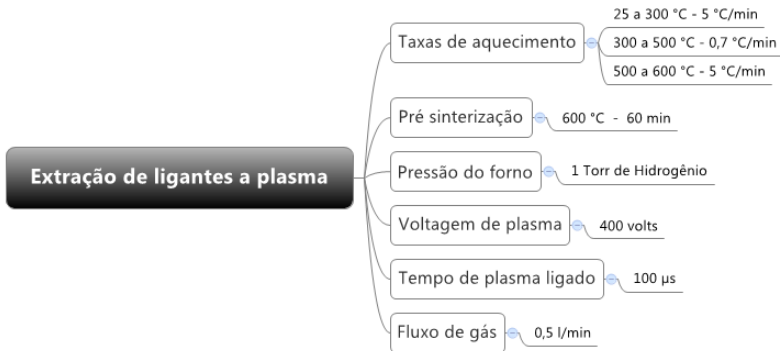 25 a 300 °C - 5 °C/min
Taxas de aquecimento
300 a 500 °C - 0,7 °C/min
500 a 600 °C - 5 °C/min
Pré sinterização
600 °C - 60 min
Extração de ligantes a plasma
Pressão do forno
1 Torr de Hidrogênio
Voltagem de plasma
400 volts
Tempo de plasma ligado
100 µs
Fluxo de gás
0,5 l/min